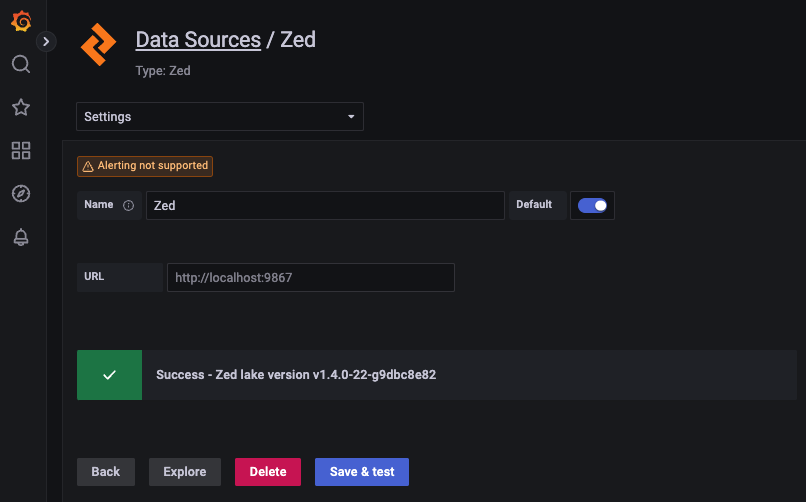 Data Sources / Zed
Type: Zed
Settings
Alerting not supported
Name
Zed
Default
URL
http://localhost:9867
Success - Zed lake version v1.4.0-22-g9dbc8e82
Back
Explore
Delete
Save & test